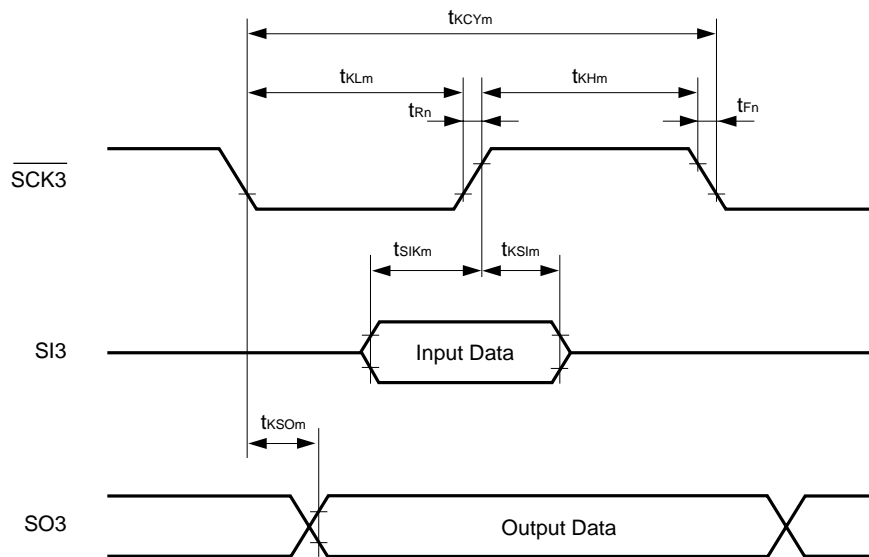 tKCYm
tKLm
tKHm
tRn
tFn
SCK3
tSIKm
tKSIm
SI3
Input Data
tKSOm
SO3
Output Data